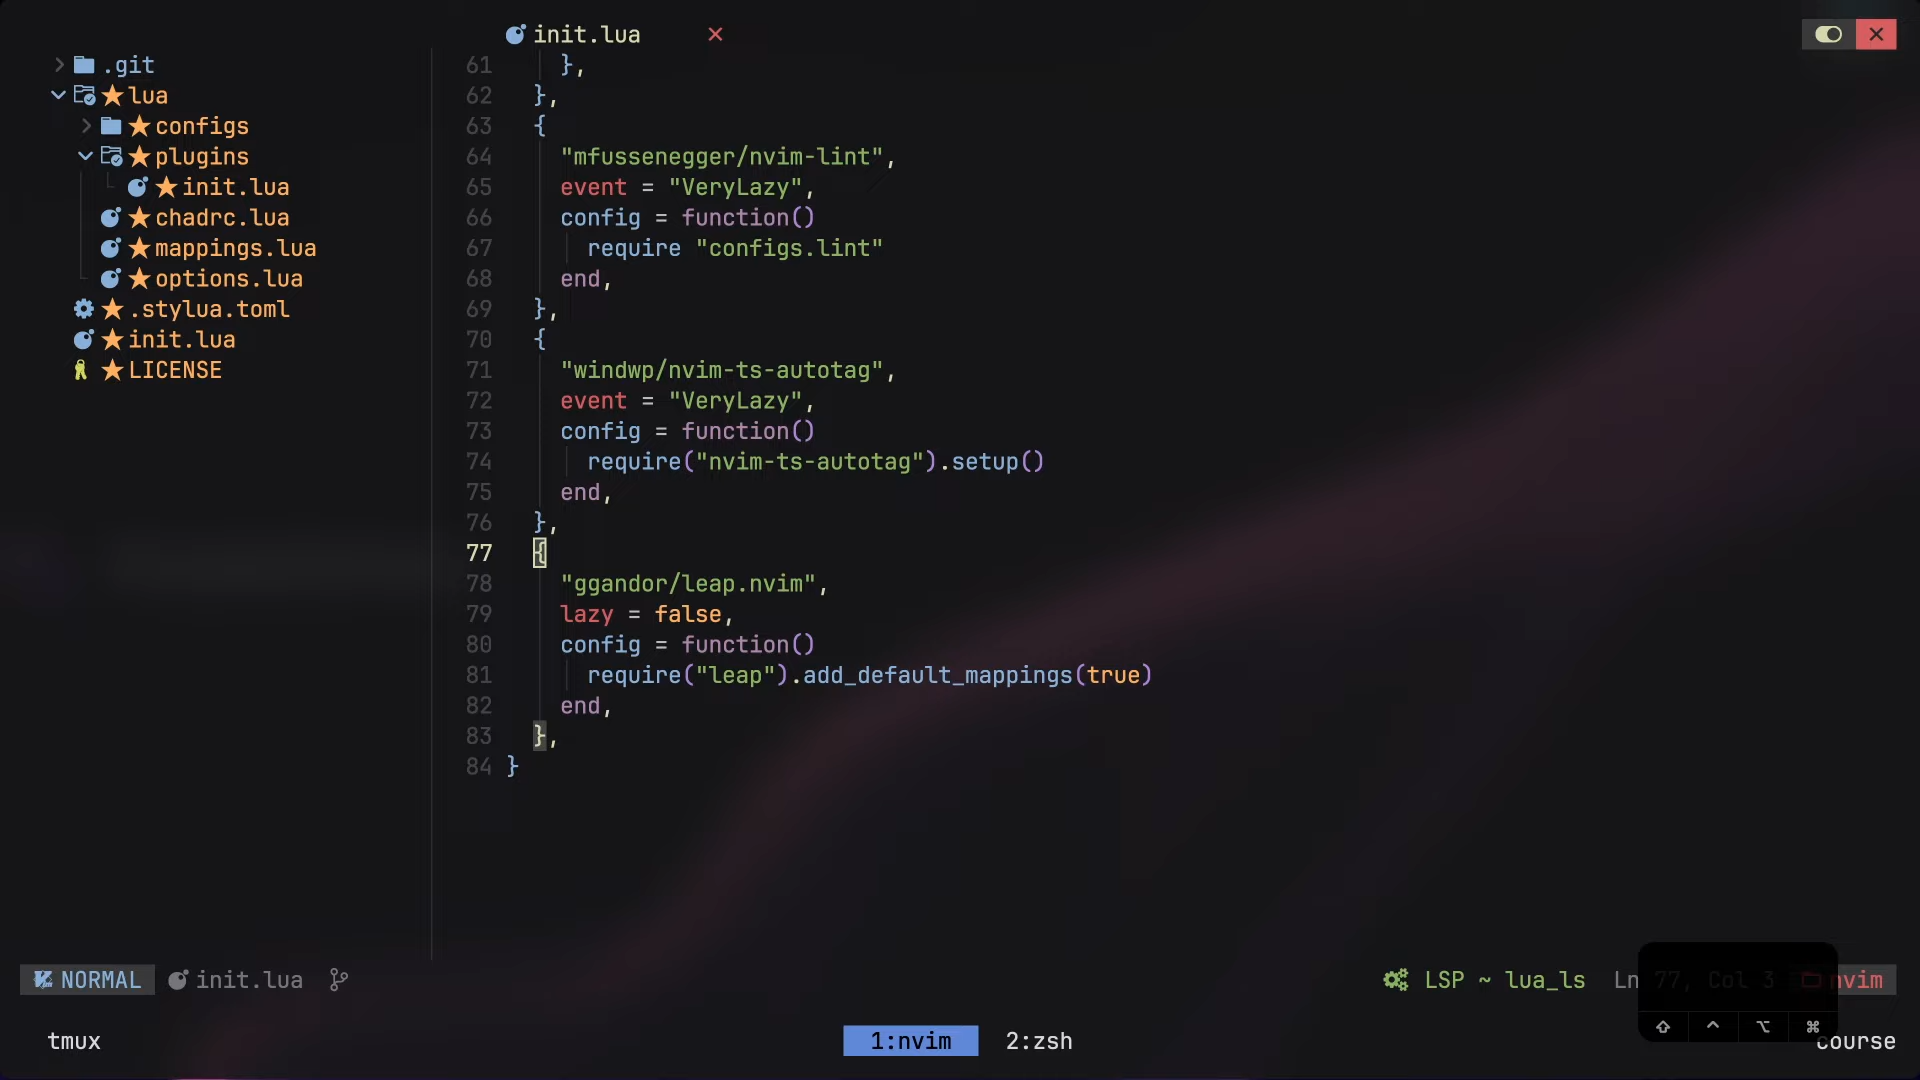 init.lua
.git
lua
configs
plugins
init.lua
chadrc.lua
mappings.lua
options.lua
.stylua.toml
init.lua
LICENSE
61 },
62 },
63 {
64 "mfussenegger/nvim-lint",
65 event = "VeryLazy",
66 config = function()
67 require "configs.lint"
68 end,
69 },
70 {
71 "windwp/nvim-ts-autotag",
72 event = "VeryLazy",
73 config = function()
74 require("nvim-ts-autotag").setup()
75 end,
76 },
77 {
78 "ggandor/leap.nvim",
79 lazy = false,
80 config = function()
81 require("leap").add_default_mappings(true)
82 end,
83 },
84 }
NORMAL init.lua LSP ~ lua_ls Ln 77, Col 3 nvim
tmux 1:nvim 2:zsh course